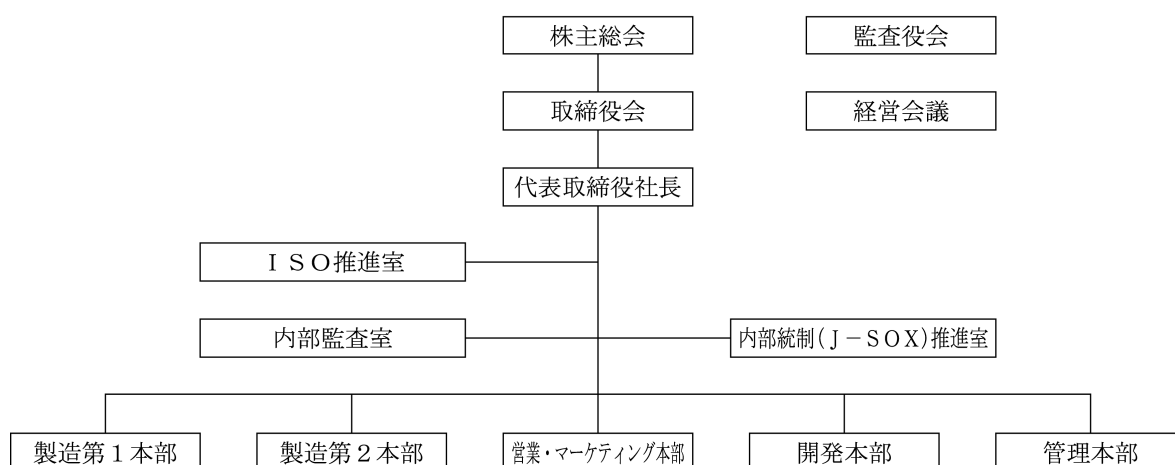 株主総会
監査役会
取締役会
経営会議
代表取締役社長
ISO推進室
内部監査室
内部統制(J-SOX)推進室
製造第1本部
製造第2本部
営業・マーケティング本部
開発本部
管理本部